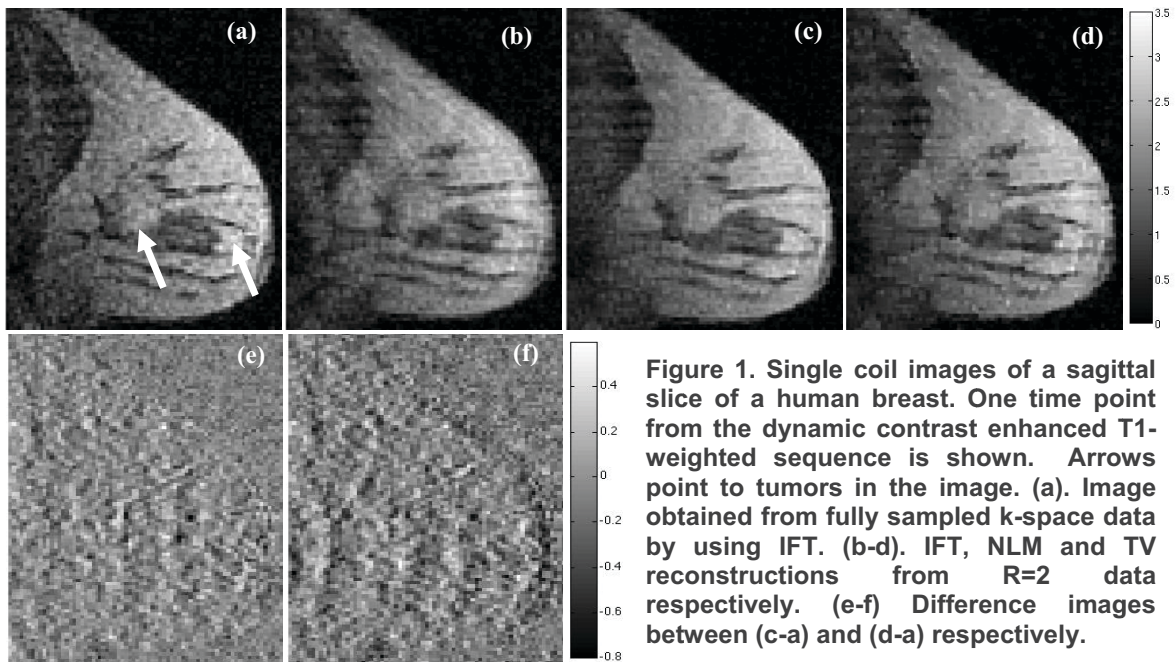 (a)
(b)
(c)
(d)
3.5
3
2.5
2
1.5
1
0.5
0
(e)
(f)
0.4
0.2
0
-0.2
-0.4
-0.6
-0.8
Figure 1. Single coil images of a sagittal
slice of a human breast. One time point
from the dynamic contrast enhanced T1-
weighted sequence is shown. Arrows
point to tumors in the image. (a). Image
obtained from fully sampled k-space data
by using IFT. (b-d). IFT, NLM and TV
reconstructions from R=2 data
respectively. (e-f) Difference images
between (c-a) and (d-a) respectively.